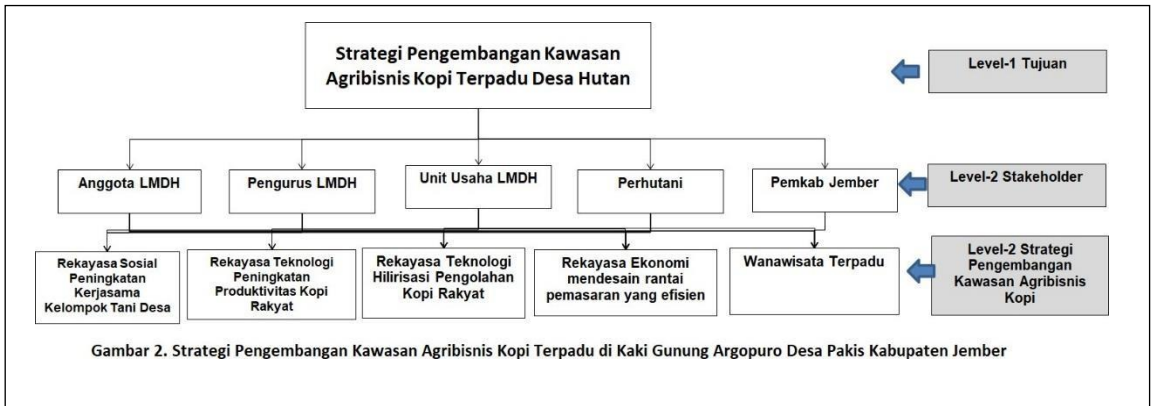 Strategi Pengembangan Kawasan
Agribisnis Kopi Terpadu Desa Hutan
Level-1 Tujuan
Anggota LMDH
Pengurus LMDH
Unit Usaha LMDH
Perhutani
Pemkab Jember
Level-2 Stakeholder
Rekayasa Sosial
Peningkatan
Kerjasama
Kelompok Tani Desa
Rekayasa Teknologi
Peningkatan
Produktivitas Kopi
Rakyat
Rekayasa Teknologi
Hilirisasi Pengolahan
Kopi Rakyat
Rekayasa Ekonomi
mendesain rantai
pemasaran yang efisien
Wanawisata Terpadu
Level-2 Strategi
Pengembangan
Kawasan Agribisnis
Kopi
Gambar 2. Strategi Pengembangan Kawasan Agribisnis Kopi Terpadu di Kaki Gunung Argopuro Desa Pakis Kabupaten Jember